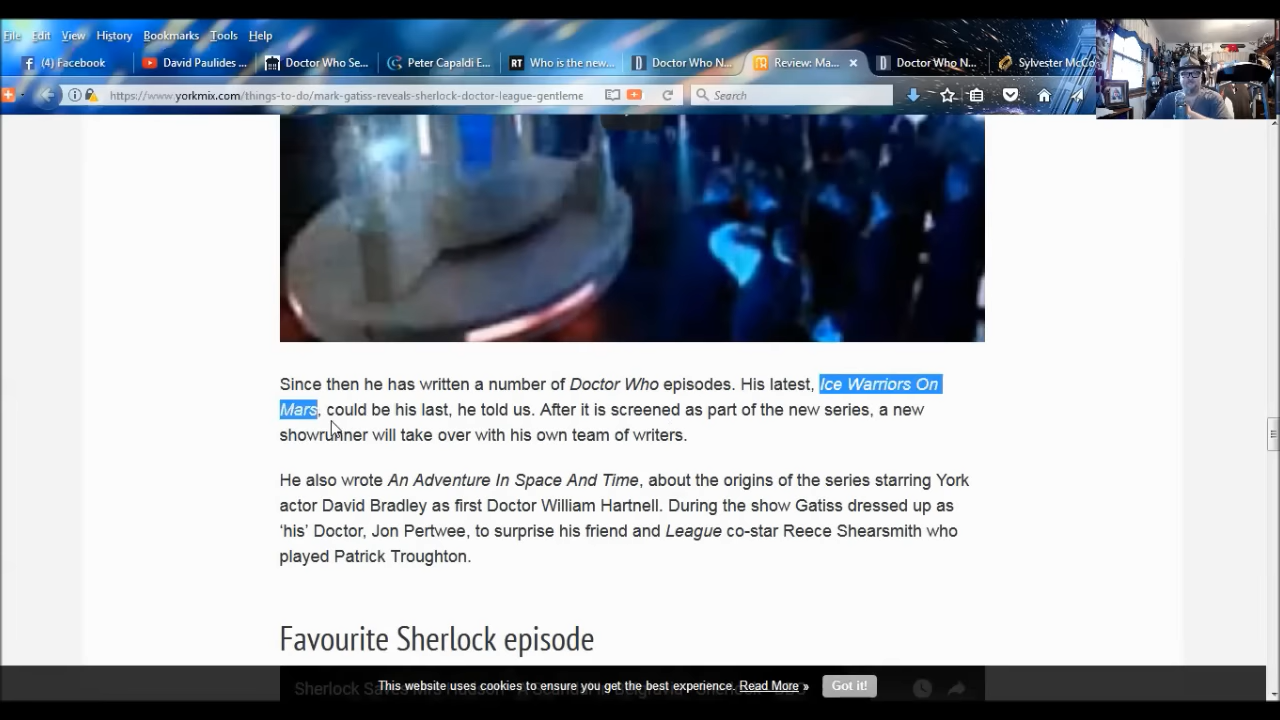 File Edit View History Bookmarks Tools Help
(4) Facebook David Paulides ... Doctor Who Se... Peter Capaldi E... RT Who is the new... Doctor Who N... Review: Ma... × Doctor Who N... Sylvester McCo
https://www.yorkmix.com/things-to-do/mark-gatiss-reveals-sherlock-doctor-league-gentleme Search
Since then he has written a number of Doctor Who episodes. His latest, Ice Warriors On
Mars, could be his last, he told us. After it is screened as part of the new series, a new
showrunner will take over with his own team of writers.
He also wrote An Adventure In Space And Time, about the origins of the series starring York
actor David Bradley as first Doctor William Hartnell. During the show Gatiss dressed up as
‘his’ Doctor, Jon Pertwee, to surprise his friend and League co-star Reece Shearsmith who
played Patrick Troughton.
Favourite Sherlock episode
This website uses cookies to ensure you get the best experience. Read More » Got it!
Sherlock